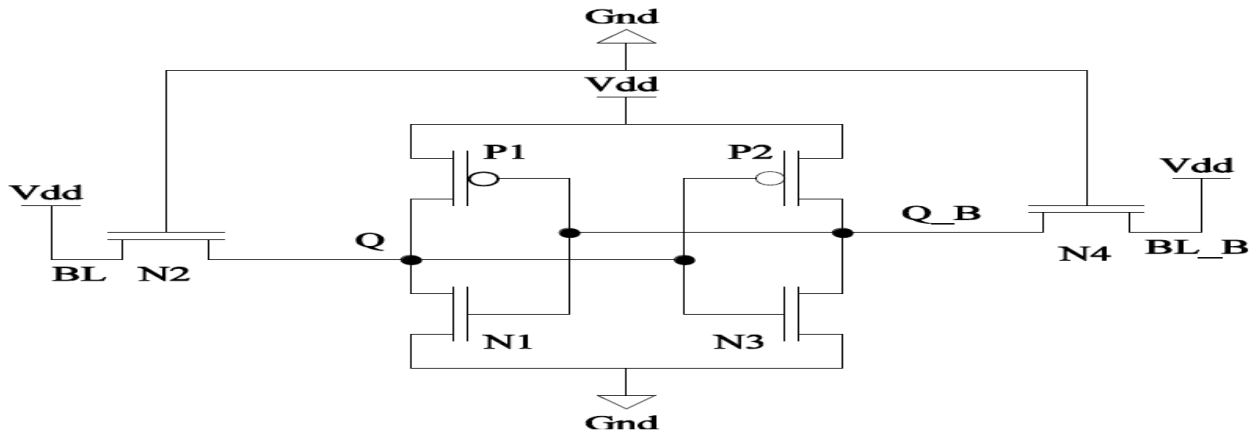 Gnd
Vdd
P1
P2
Vdd
Vdd
Q
Q_B
BL
N2
N4
BL_B
N1
N3
Gnd